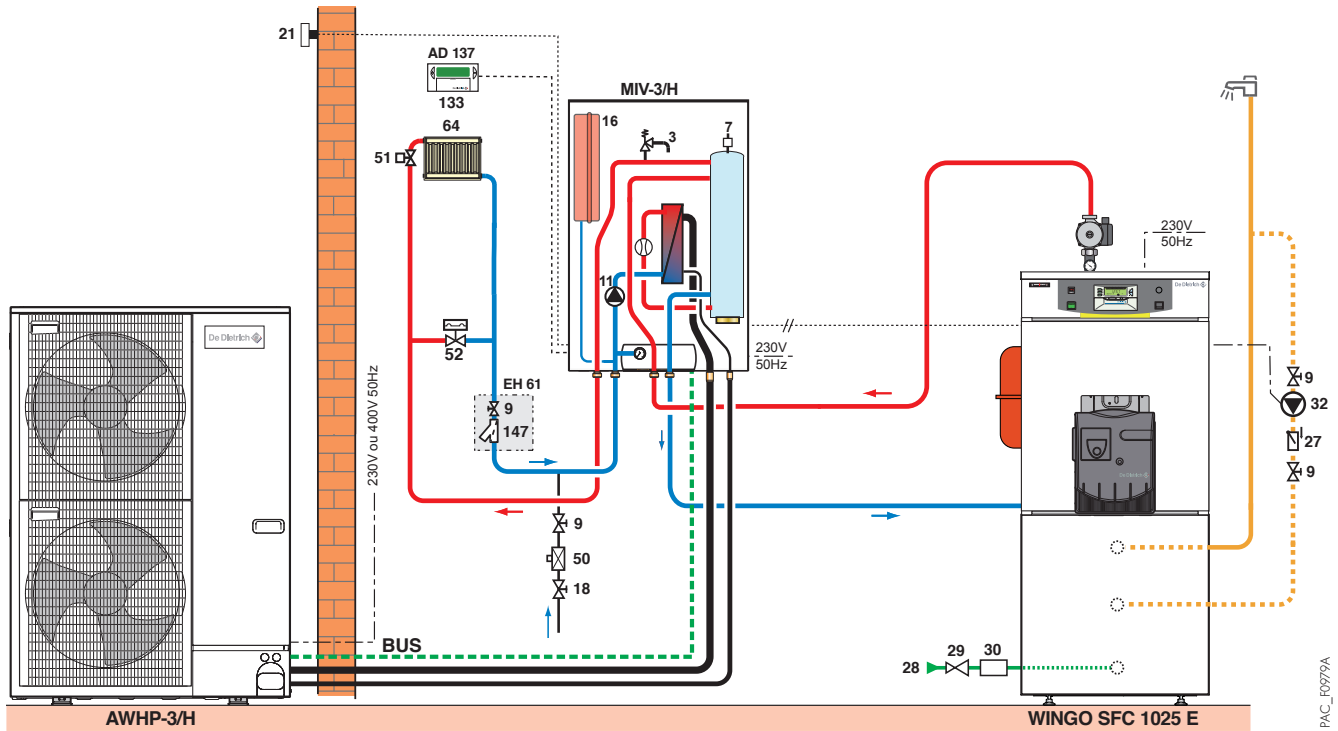 21
AD 137
133
64
51
MIV-3/H
16
3
7
11
52
EH 61
9
147
230V
50Hz
230V
50Hz
De Dietrich
De Dietrich
De Dietrich
9
32
27
9
230V ou 400V 50Hz
9
50
18
BUS
28
29
30
AWHP-3/H
WINGO SFC 1025 E
PAC_F0979A